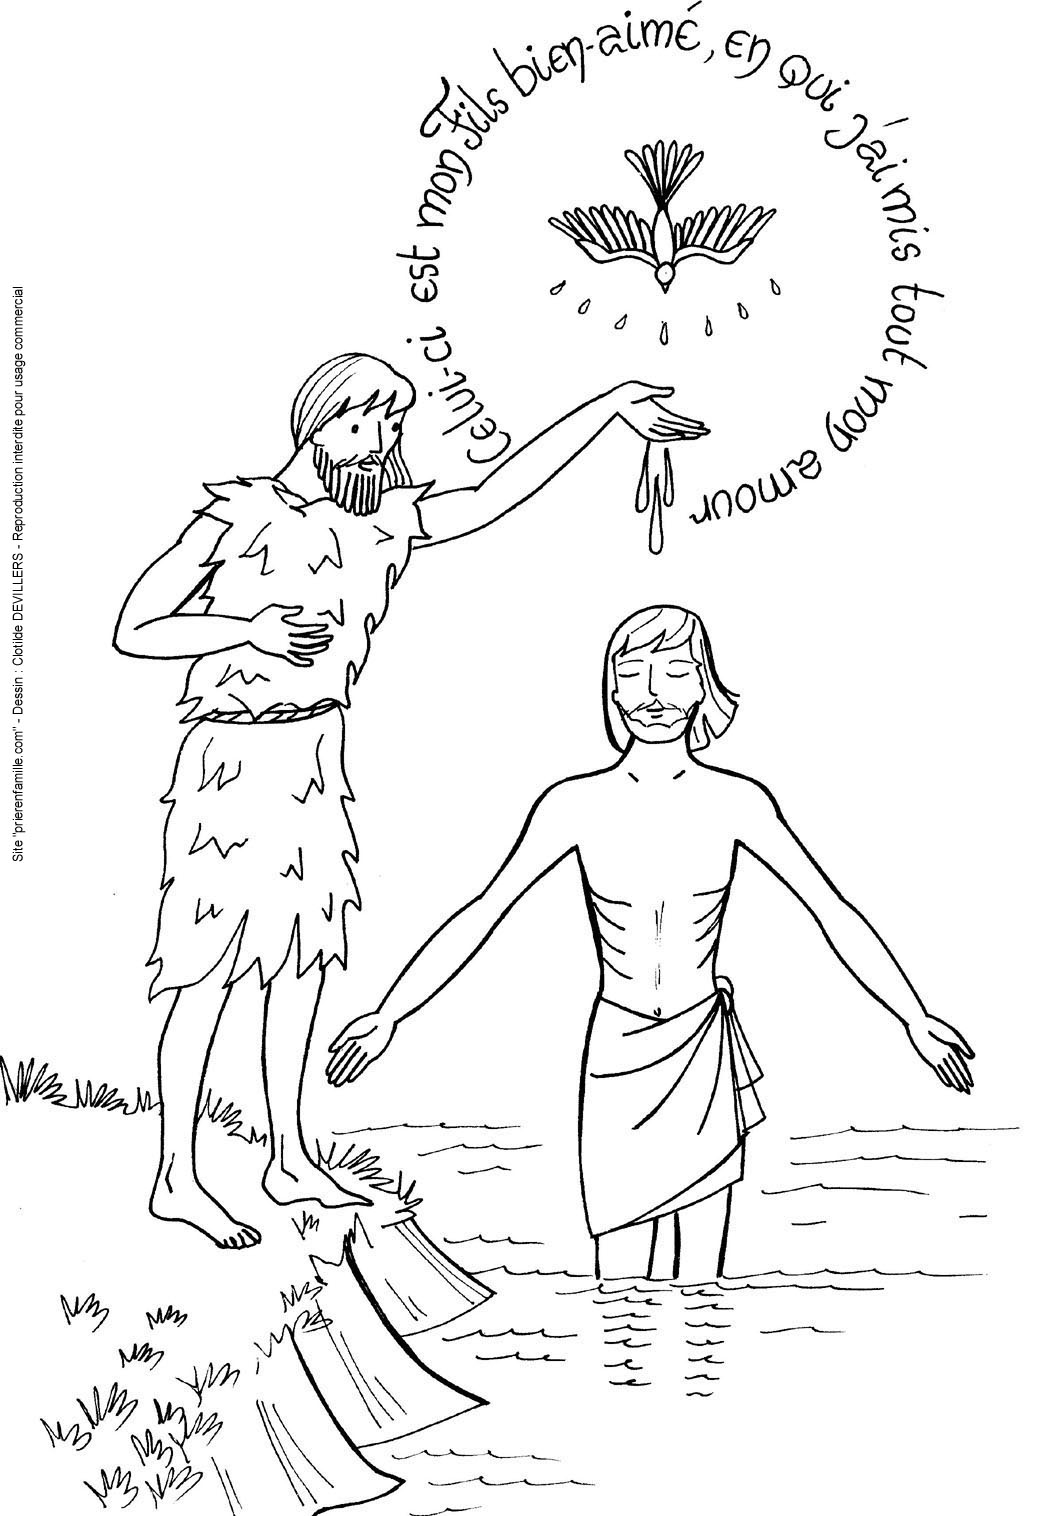 Celui-ci est mon Fils bien-aimé, en qui j'ai mis tout mon amour
Site "prierenfamille.com" - Dessin : Clotilde DEVILLERS - Reproduction interdite pour usage commercial